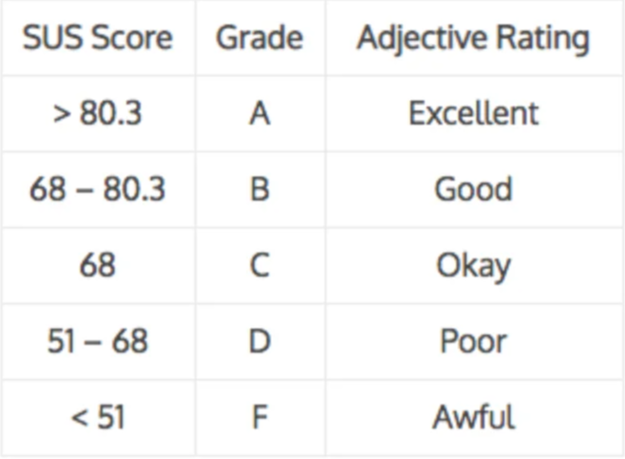 SUS Score Grade Adjective Rating
> 80.3 A Excellent
68 – 80.3 B Good
68 C Okay
51 – 68 D Poor
< 51 F Awful